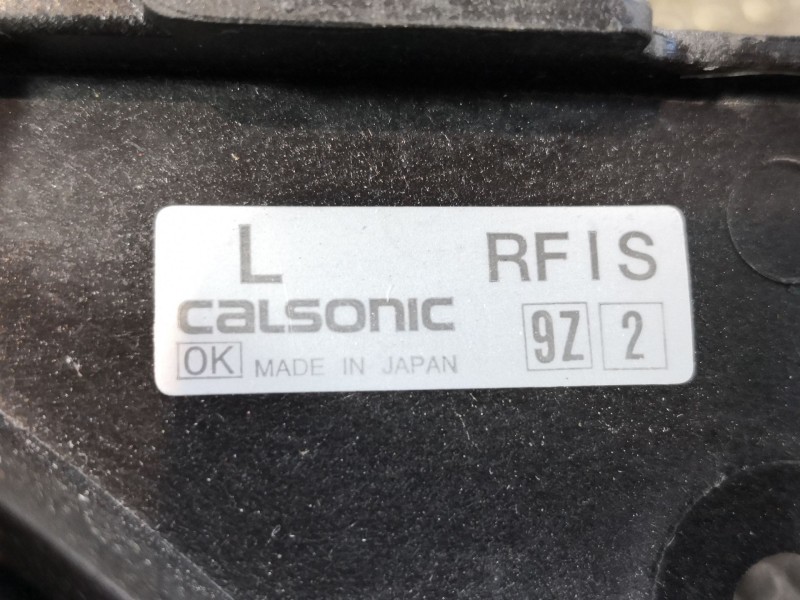 L RFIS
CALSONIC 9Z 2
OK MADE IN JAPAN